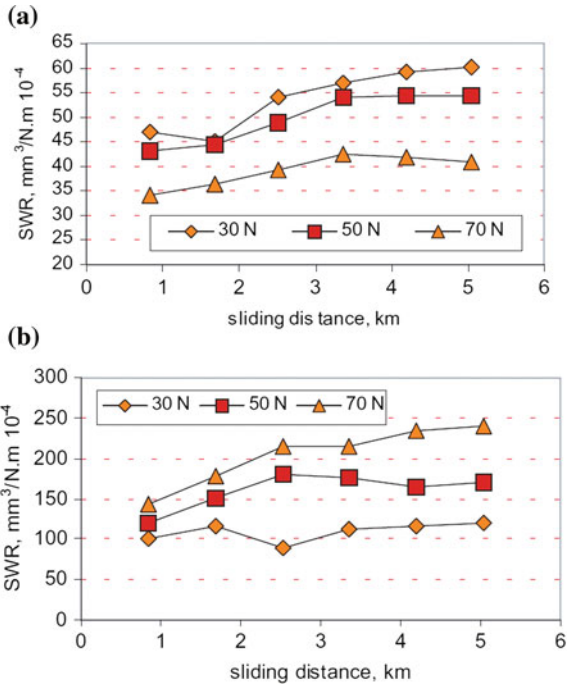 (a)
65
60
55
50
45
40
35
30
25
20
SWR, mm³/N.m 10⁻⁴
30 N 50 N 70 N
0 1 2 3 4 5 6
sliding dis tance, km
(b)
300
250
200
150
100
50
0
SWR, mm³/N.m 10⁻⁴
30 N 50 N 70 N
0 1 2 3 4 5 6
sliding distance, km